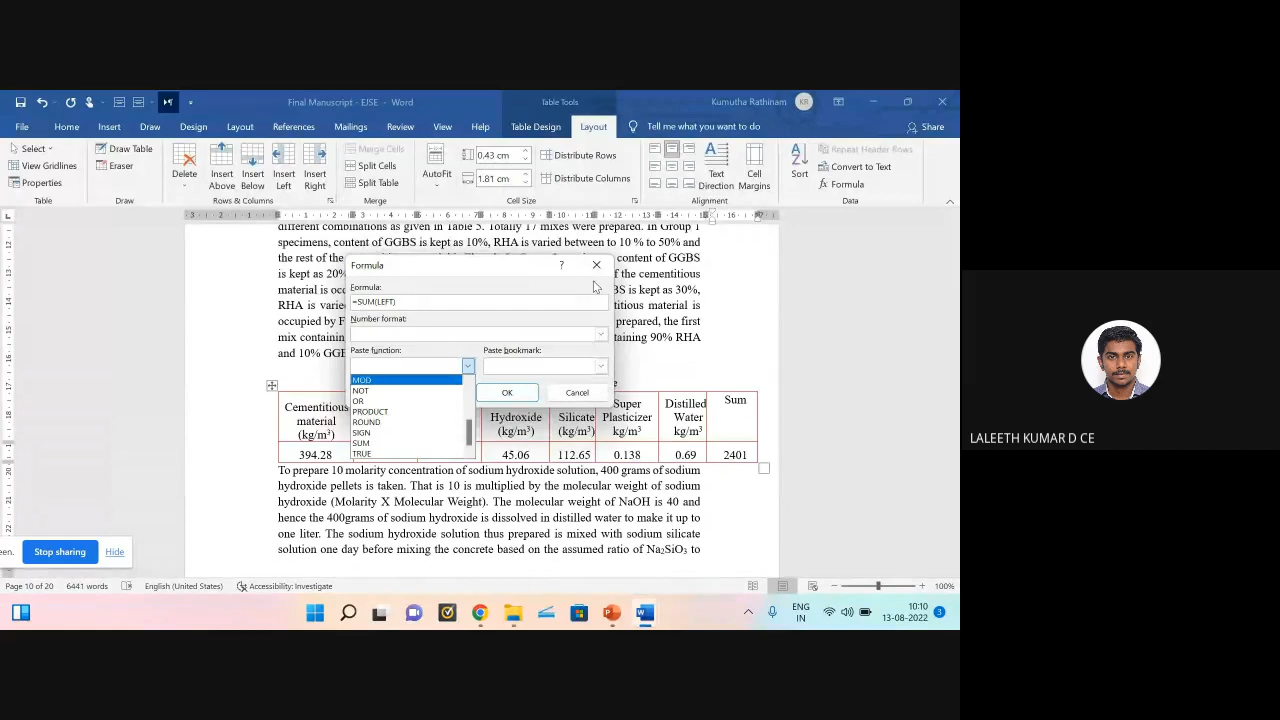 Final Manuscript - EJSE - Word
Table Tools
Kumutha Rathinam
KR
File
Home
Insert
Draw
Design
Layout
References
Mailings
Review
View
Help
Table Design
Layout
Tell me what you want to do
Share
Select
View Gridlines
Properties
Table
Draw Table
Eraser
Draw
Delete
Insert Above
Insert Below
Insert Left
Insert Right
Rows & Columns
Merge Cells
Split Cells
Split Table
Merge
AutoFit
0.43 cm
1.81 cm
Distribute Rows
Distribute Columns
Cell Size
Text Direction
Cell Margins
Alignment
Sort
Repeat Header Rows
Convert to Text
Formula
Data
different combinations as given in Table 5. Totally 17 mixes were prepared. In Group 1
specimens, content of GGBS is kept as 10%, RHA is varied between to 10 % to 50% and
the rest of the
content of GGBS
is kept as 20%
of the cementitious
material is occ
BS is kept as 30%,
RHA is varie
titious material is
occupied by F
prepared, the first
mix containin
taining 90% RHA
and 10% GGB
Formula
?
Formula:
=SUM(LEFT)
Number format:
Paste function:
Paste bookmark:
MOD
NOT
OR
PRODUCT
ROUND
SIGN
SUM
TRUE
OK
Cancel
Cementitious
material
(kg/m³)
Hydroxide
(kg/m³)
Silicate
(kg/m³)
Super
Plasticizer
kg/m³
Distilled
Water
kg/m³
Sum
394.28
45.06
112.65
0.138
0.69
2401
To prepare 10 molarity concentration of sodium hydroxide solution, 400 grams of sodium
hydroxide pellets is taken. That is 10 is multiplied by the molecular weight of sodium
hydroxide (Molarity X Molecular Weight). The molecular weight of NaOH is 40 and
hence the 400grams of sodium hydroxide is dissolved in distilled water to make it up to
one liter. The sodium hydroxide solution thus prepared is mixed with sodium silicate
solution one day before mixing the concrete based on the assumed ratio of Na₂SiO₃ to
een.
Stop sharing
Hide
Page 10 of 20
6441 words
English (United States)
Accessibility: Investigate
100%
ENG
IN
10:10
13-08-2022
3
LALEETH KUMAR D CE